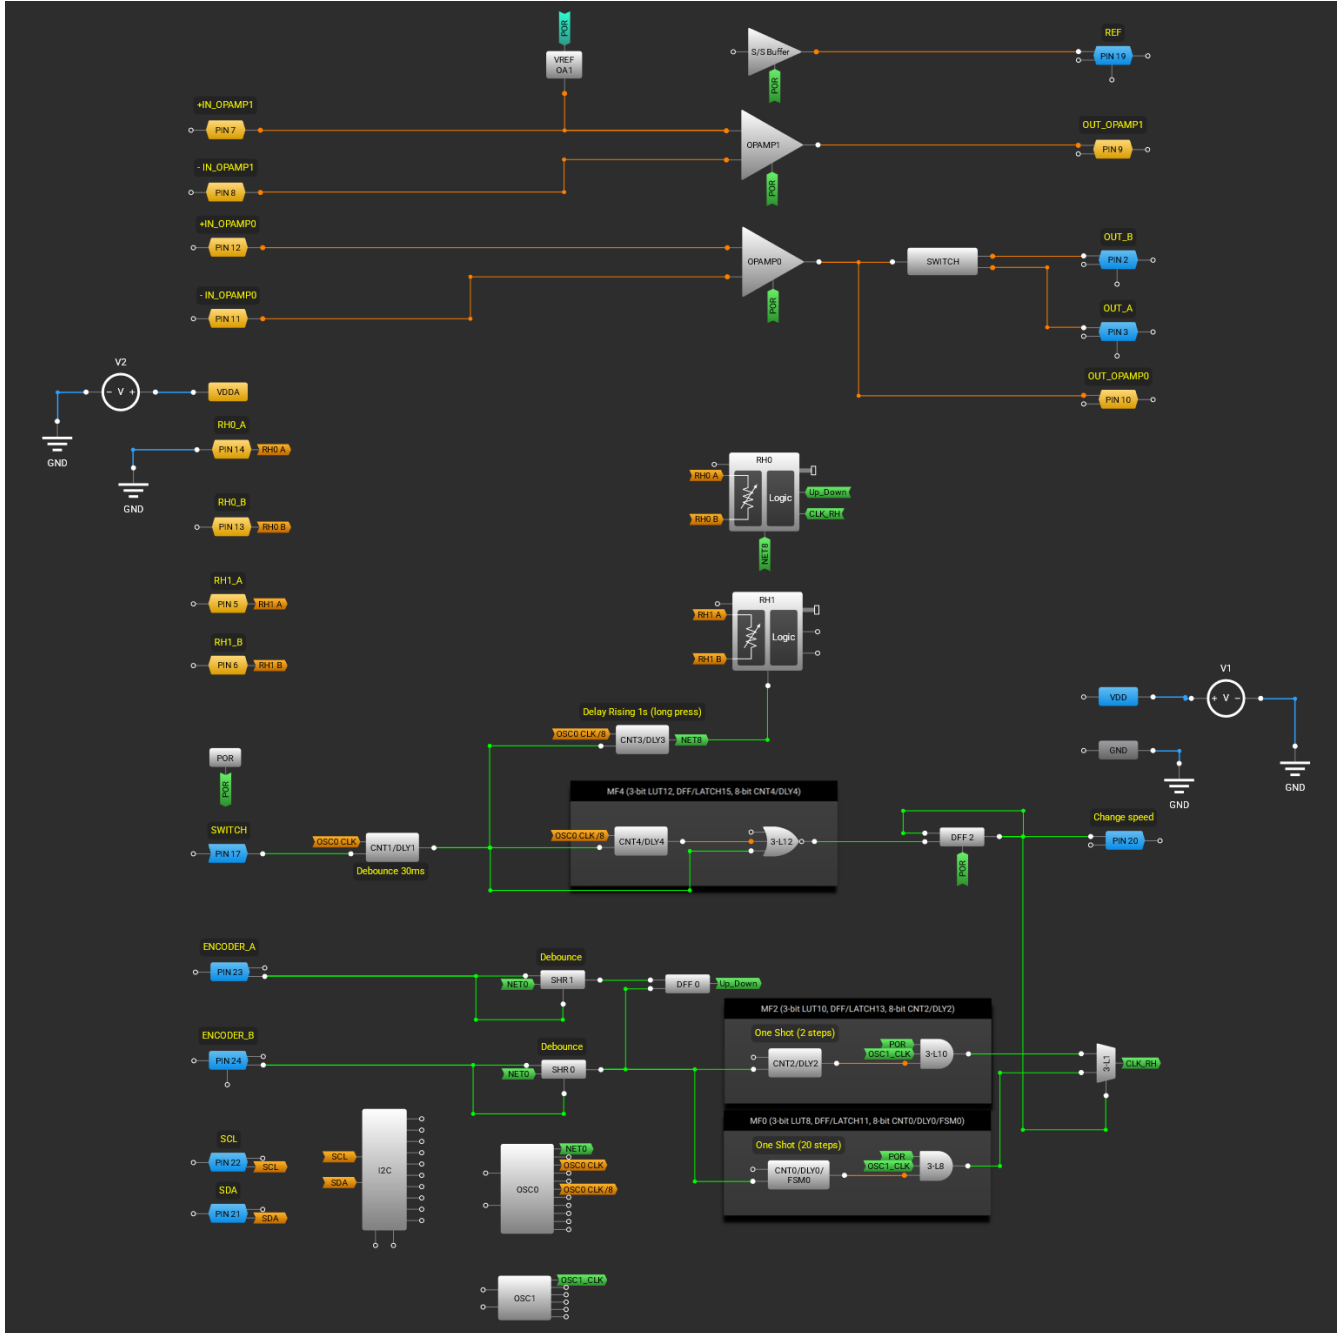 POR
VREF
OA1
S/S Buffer
POR
REF
PIN 19
+IN_OPAMP1
PIN 7
OPAMP1
POR
OUT_OPAMP1
PIN 9
- IN_OPAMP1
PIN 8
+IN_OPAMP0
PIN 12
OPAMP0
POR
SWITCH
OUT_B
PIN 2
- IN_OPAMP0
PIN 11
OUT_A
PIN 3
OUT_OPAMP0
PIN 10
V2
- V +
VDDA
GND
RH0_A
PIN 14
RH0 A
GND
RH0
RH0 A
RH0 B
Logic
Up_Down
CLK_RH
NET8
RH0_B
PIN 13
RH0 B
RH1_A
PIN 5
RH1 A
RH1
RH1 A
RH1 B
Logic
RH1_B
PIN 6
RH1 B
V1
VDD
+ V -
GND
GND
GND
Delay Rising 1s (long press)
OSC0 CLK /8
CNT3/DLY3
NET8
POR
POR
MF4 (3-bit LUT12, DFF/LATCH15, 8-bit CNT4/DLY4)
SWITCH
PIN 17
OSC0 CLK
CNT1/DLY1
Debounce 30ms
OSC0 CLK /8
CNT4/DLY4
3-L12
DFF 2
POR
Change speed
PIN 20
ENCODER_A
PIN 23
Debounce
NET0
SHR 1
DFF 0
Up_Down
MF2 (3-bit LUT10, DFF/LATCH13, 8-bit CNT2/DLY2)
ENCODER_B
PIN 24
Debounce
NET0
SHR 0
One Shot (2 steps)
CNT2/DLY2
POR
OSC1_CLK
3-L10
3-L1
CLK_RH
MF0 (3-bit LUT8, DFF/LATCH11, 8-bit CNT0/DLY0/FSM0)
One Shot (20 steps)
CNT0/DLY0/
FSM0
POR
OSC1_CLK
3-L8
SCL
PIN 22
SCL
SDA
PIN 21
SDA
SCL
SDA
I2C
OSC0
NET0
OSC0 CLK
OSC0 CLK /8
OSC1
OSC1_CLK